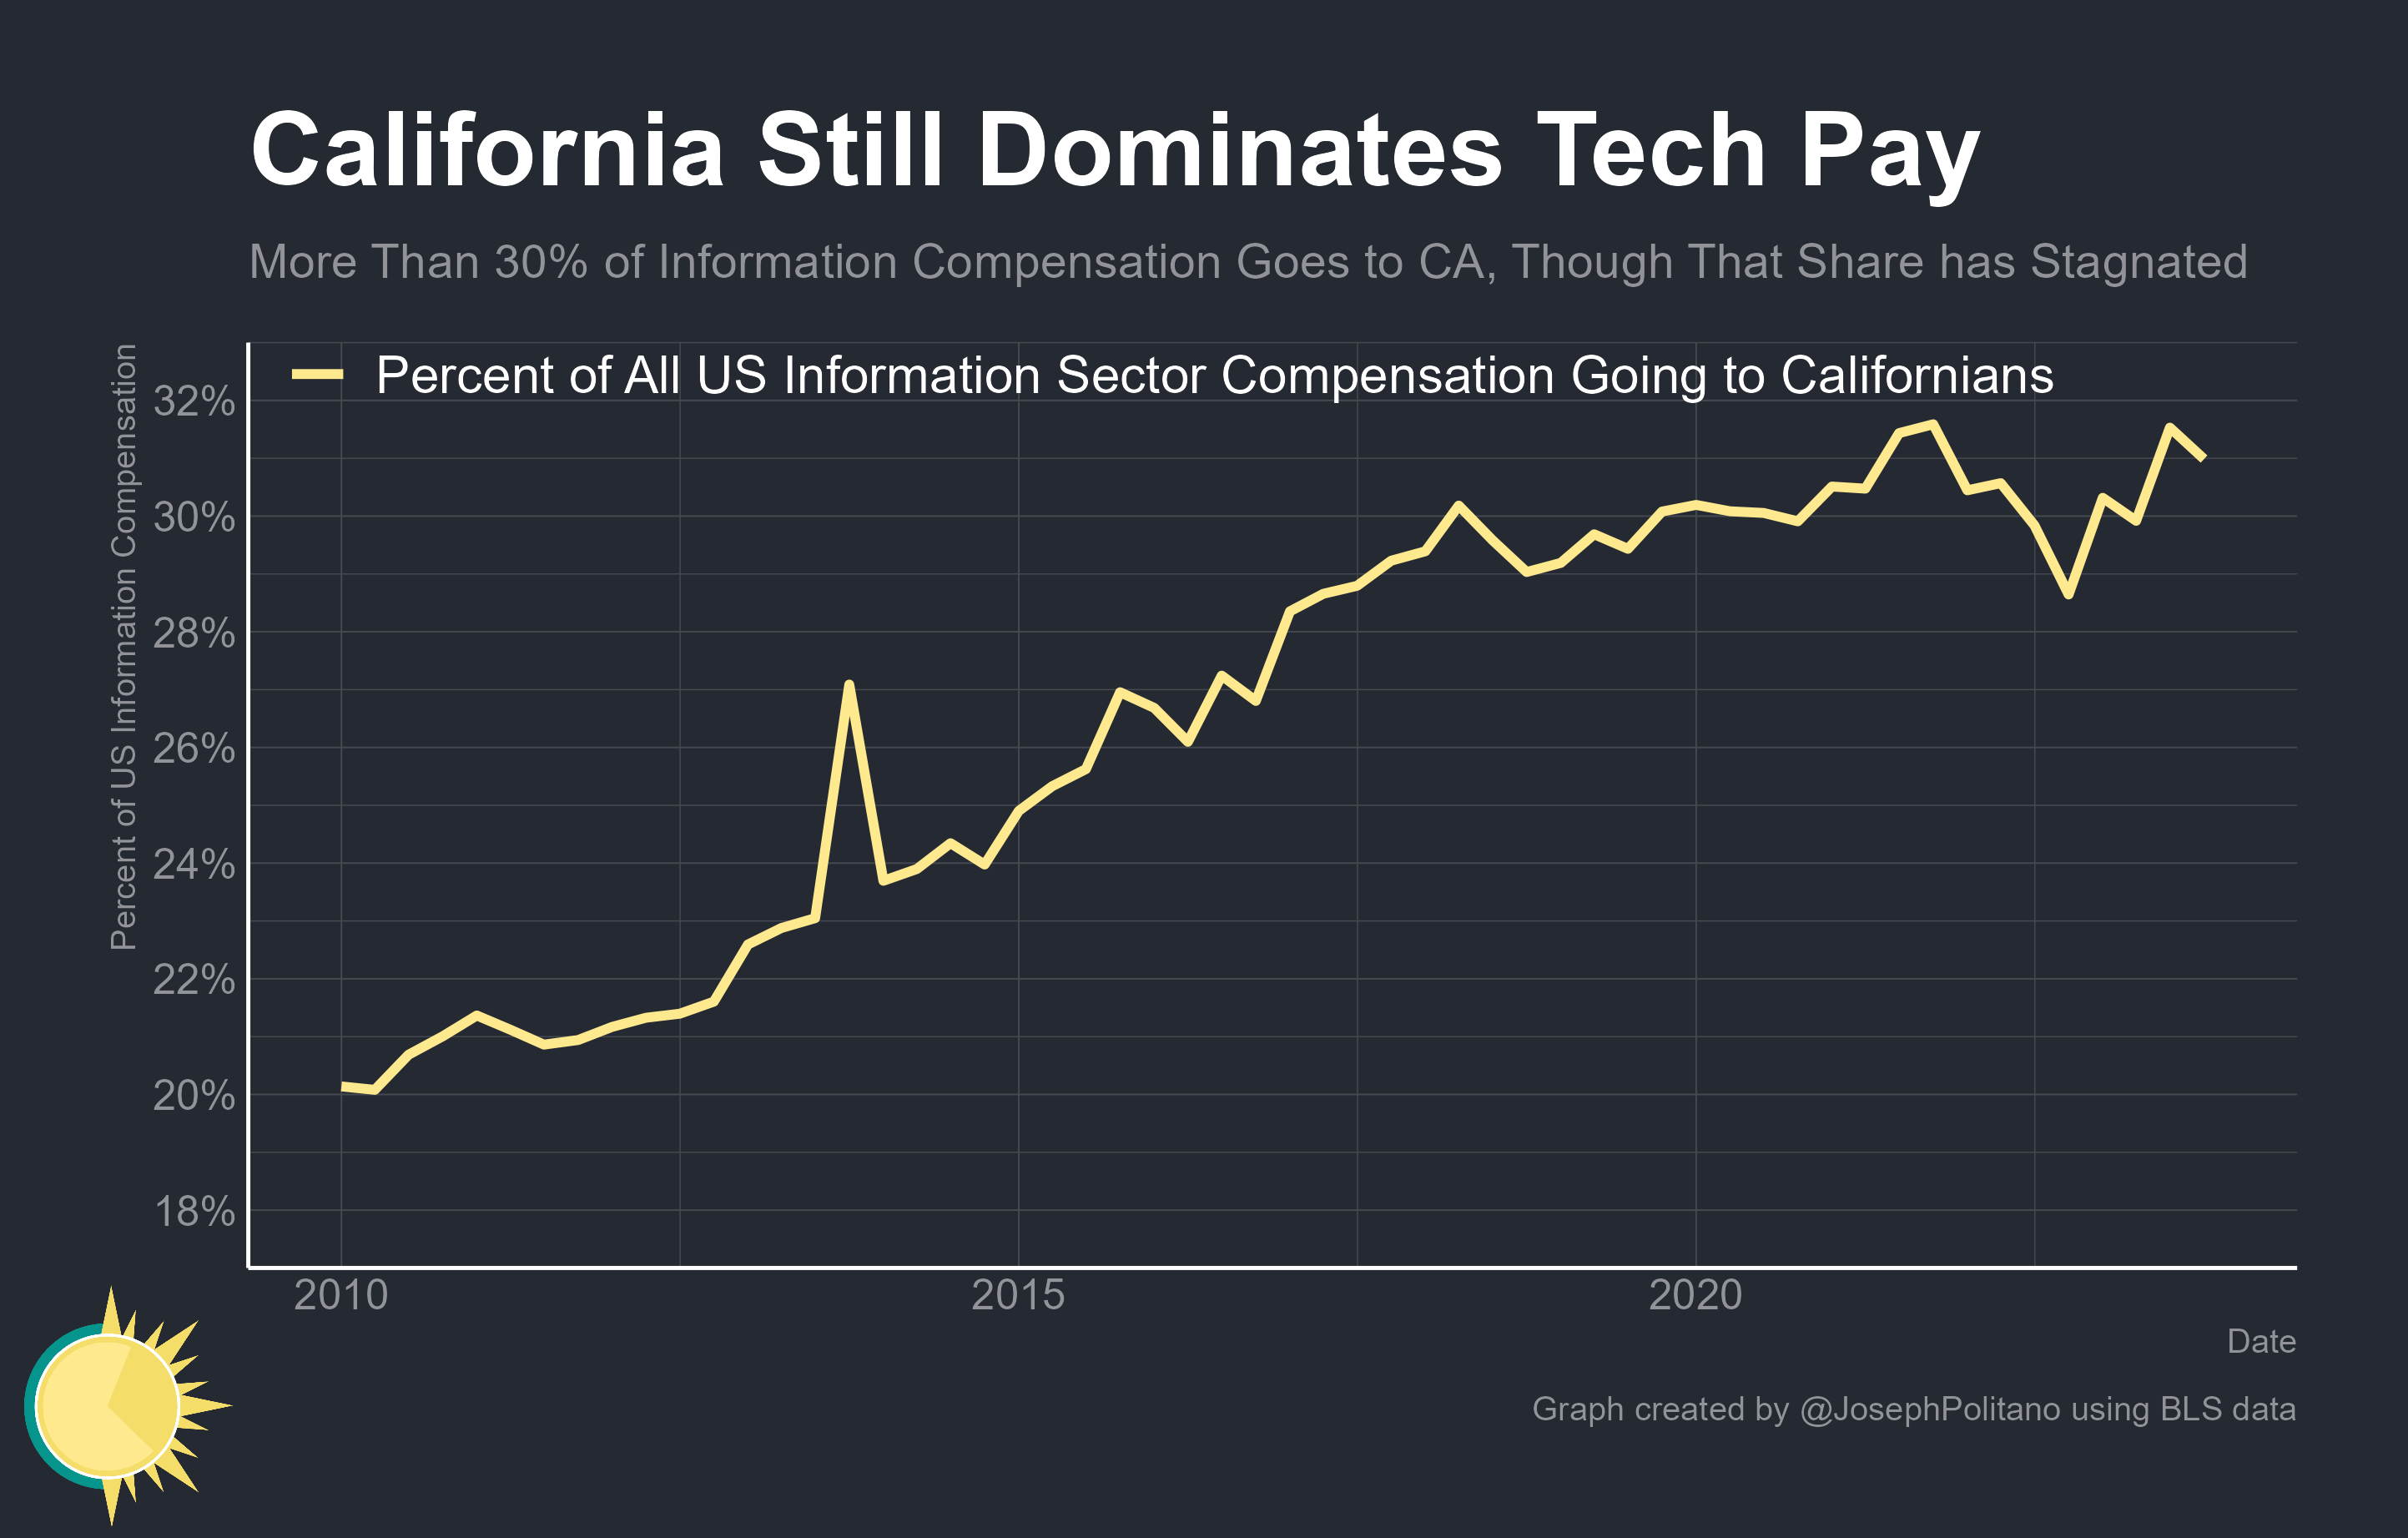 California Still Dominates Tech Pay
More Than 30% of Information Compensation Goes to CA, Though That Share has Stagnated
Percent of All US Information Sector Compensation Going to Californians
Percent of US Information Compensation
32%
30%
28%
26%
24%
22%
20%
18%
2010
2015
2020
Date
Graph created by @JosephPolitano using BLS data